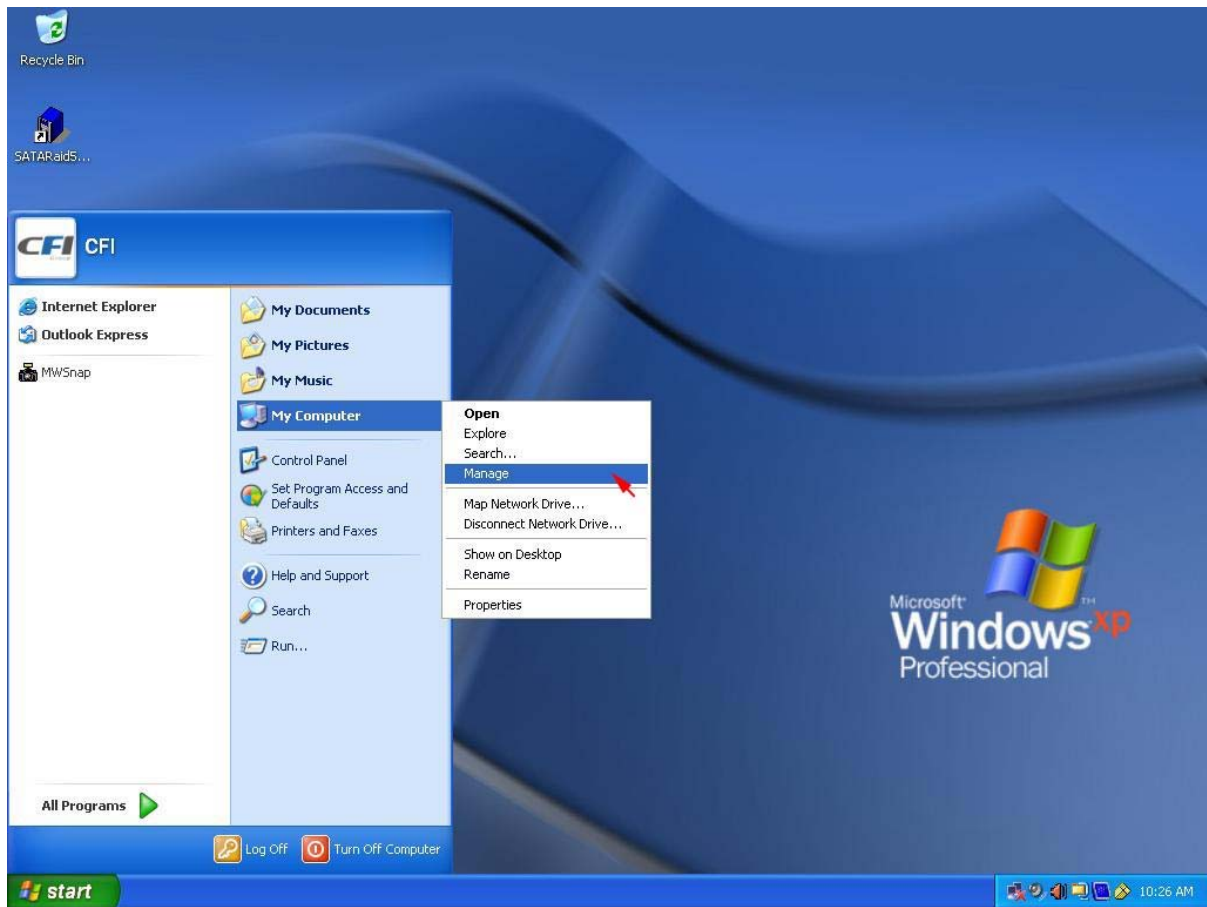 Recycle Bin
SATARaid5...
CFI
CFI
Internet Explorer
Outlook Express
MWSnap
All Programs
My Documents
My Pictures
My Music
My Computer
Control Panel
Set Program Access and
Defaults
Printers and Faxes
Help and Support
Search
Run...
Open
Explore
Search...
Manage
Map Network Drive...
Disconnect Network Drive...
Show on Desktop
Rename
Properties
Log Off
Turn Off Computer
Microsoft
Windows xp
Professional
TM
start
10:26 AM